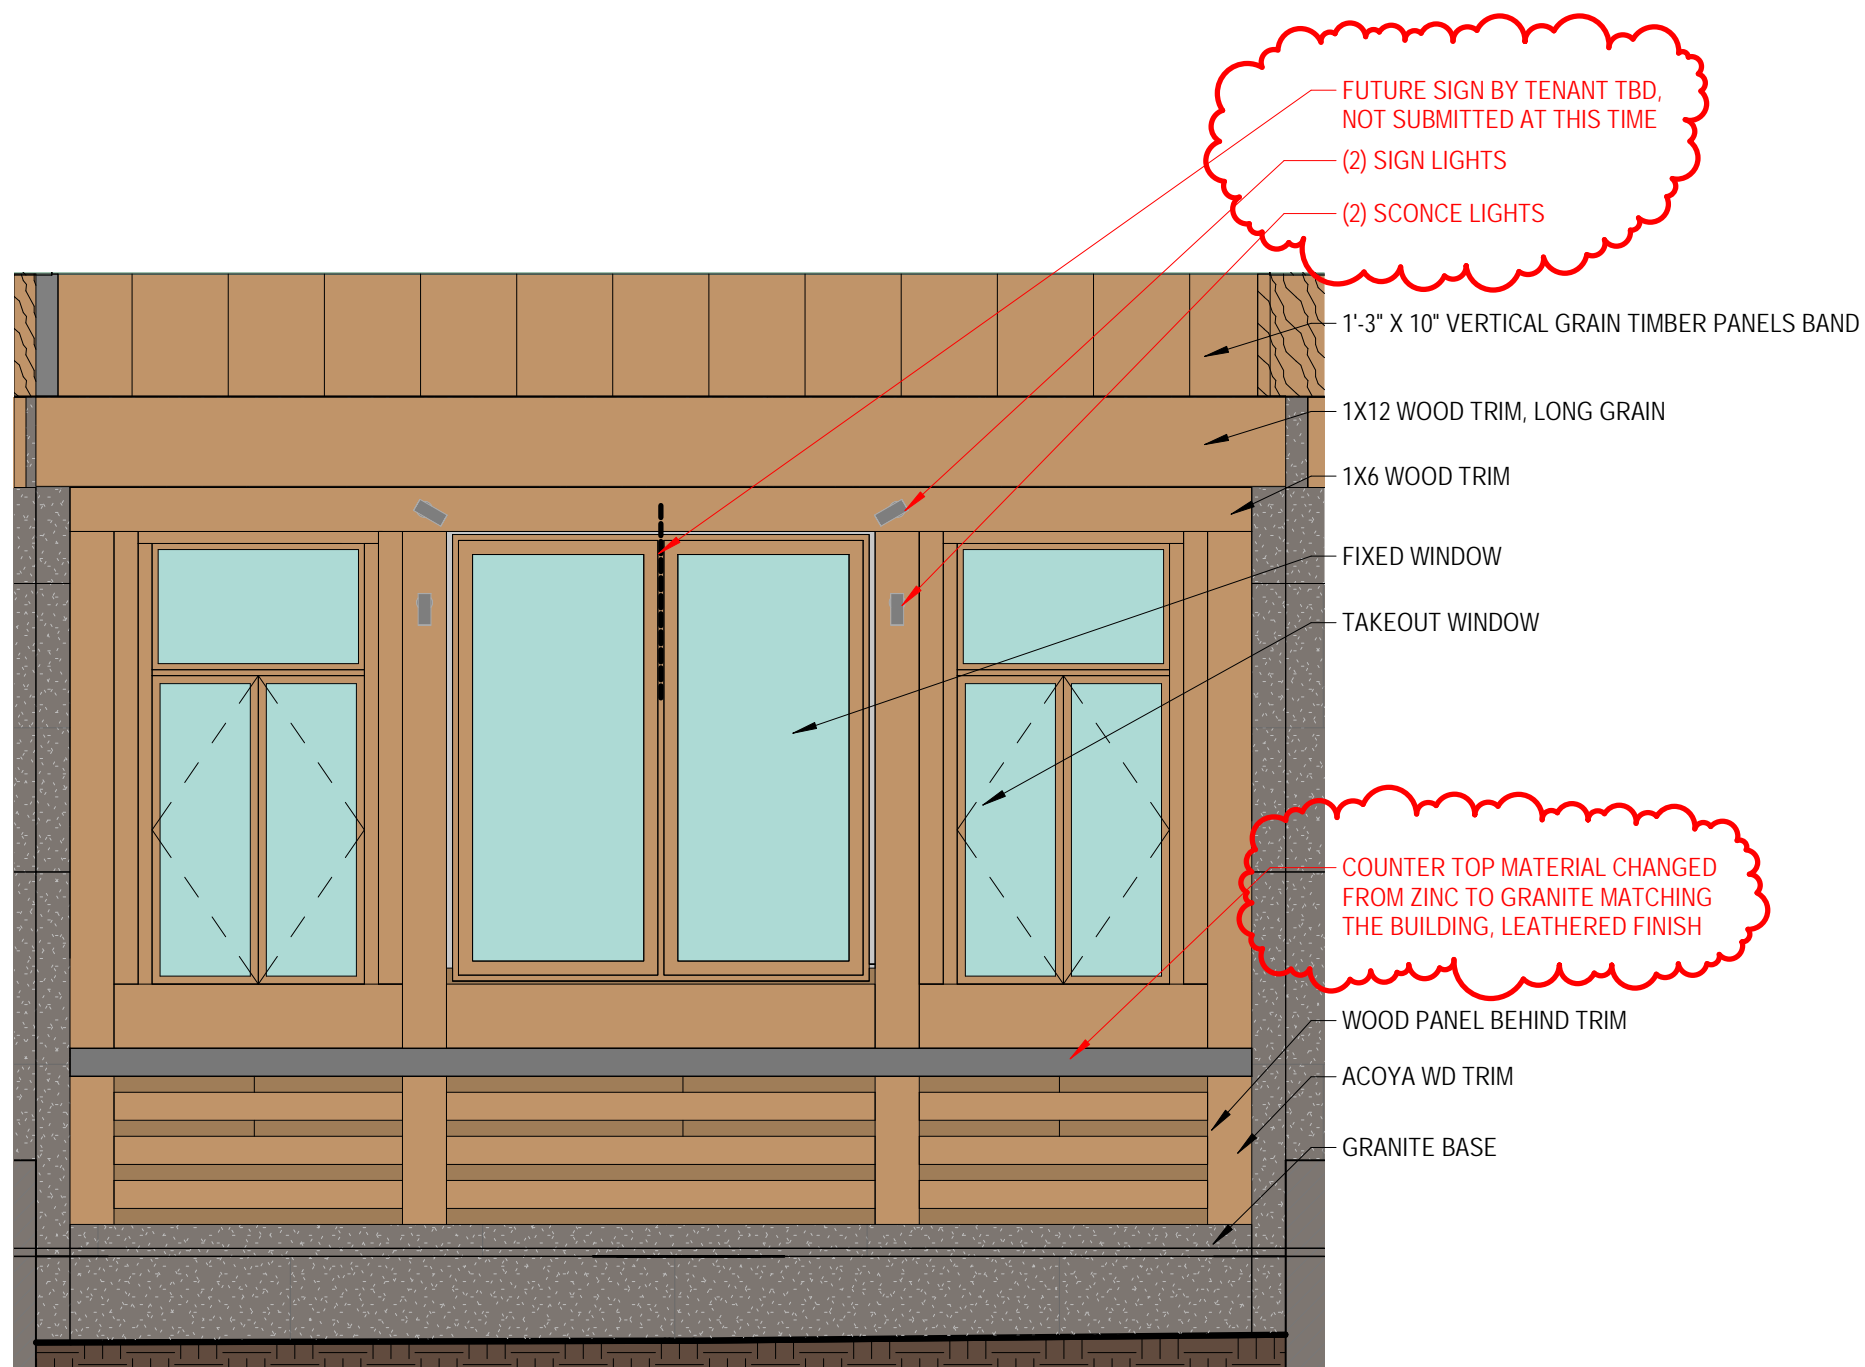 FUTURE SIGN BY TENANT TBD,
NOT SUBMITTED AT THIS TIME
(2) SIGN LIGHTS
(2) SCONCE LIGHTS
1'-3" X 10" VERTICAL GRAIN TIMBER PANELS BAND
1X12 WOOD TRIM, LONG GRAIN
1X6 WOOD TRIM
FIXED WINDOW
TAKEOUT WINDOW
COUNTER TOP MATERIAL CHANGED
FROM ZINC TO GRANITE MATCHING
THE BUILDING, LEATHERED FINISH
WOOD PANEL BEHIND TRIM
ACOYA WD TRIM
GRANITE BASE